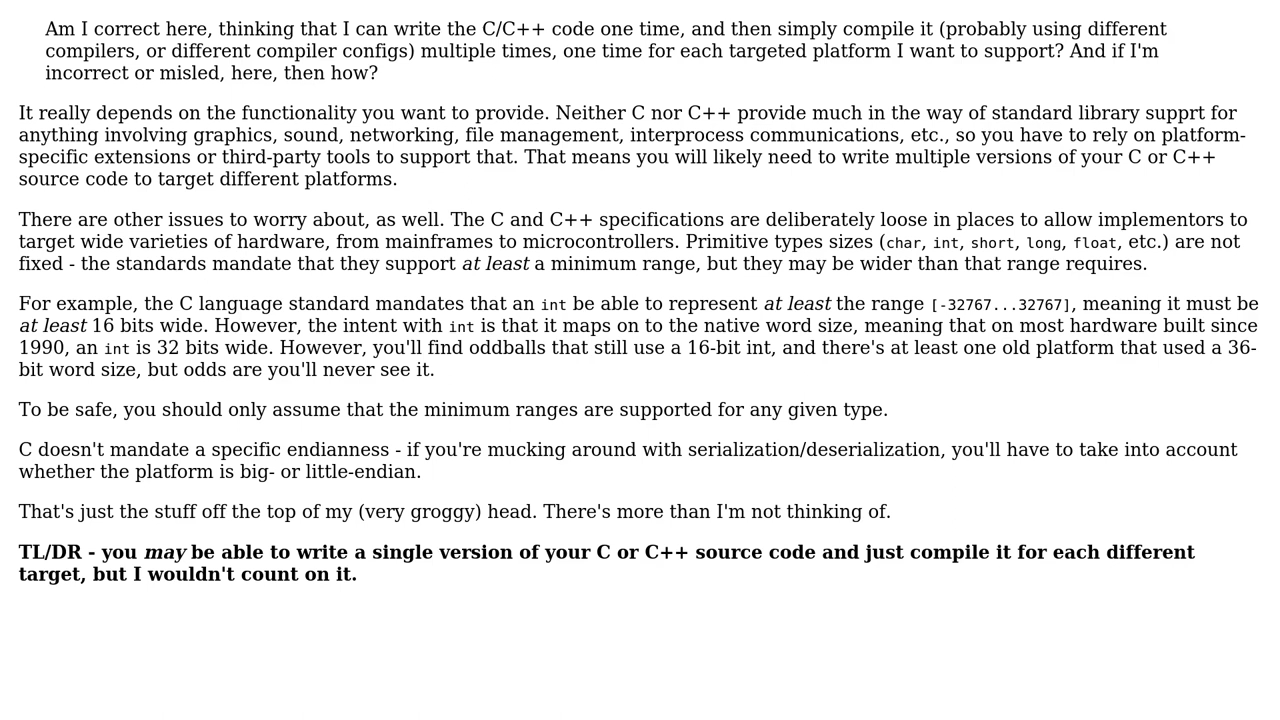 Am I correct here, thinking that I can write the C/C++ code one time, and then simply compile it (probably using different
compilers, or different compiler configs) multiple times, one time for each targeted platform I want to support? And if I'm
incorrect or misled, here, then how?
It really depends on the functionality you want to provide. Neither C nor C++ provide much in the way of standard library supprt for
anything involving graphics, sound, networking, file management, interprocess communications, etc., so you have to rely on platform-
specific extensions or third-party tools to support that. That means you will likely need to write multiple versions of your C or C++
source code to target different platforms.
There are other issues to worry about, as well. The C and C++ specifications are deliberately loose in places to allow implementors to
target wide varieties of hardware, from mainframes to microcontrollers. Primitive types sizes (char, int, short, long, float, etc.) are not
fixed - the standards mandate that they support at least a minimum range, but they may be wider than that range requires.
For example, the C language standard mandates that an int be able to represent at least the range [-32767...32767], meaning it must be
at least 16 bits wide. However, the intent with int is that it maps on to the native word size, meaning that on most hardware built since
1990, an int is 32 bits wide. However, you'll find oddballs that still use a 16-bit int, and there's at least one old platform that used a 36-
bit word size, but odds are you'll never see it.
To be safe, you should only assume that the minimum ranges are supported for any given type.
C doesn't mandate a specific endianness - if you're mucking around with serialization/deserialization, you'll have to take into account
whether the platform is big- or little-endian.
That's just the stuff off the top of my (very groggy) head. There's more than I'm not thinking of.
TL/DR - you may be able to write a single version of your C or C++ source code and just compile it for each different
target, but I wouldn't count on it.